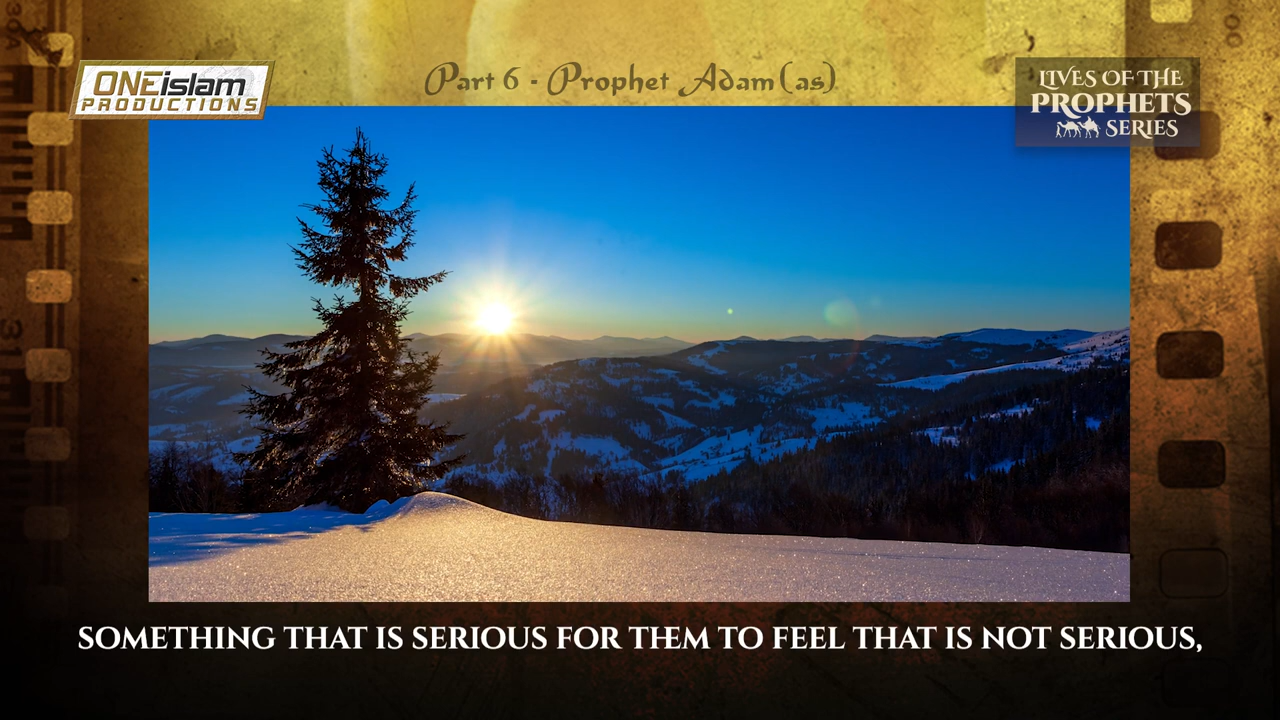 Part 6 - Prophet Adam (as)
ONEislam
PRODUCTIONS
LIVES OF THE
PROPHETS
SERIES
SOMETHING THAT IS SERIOUS FOR THEM TO FEEL THAT IS NOT SERIOUS,